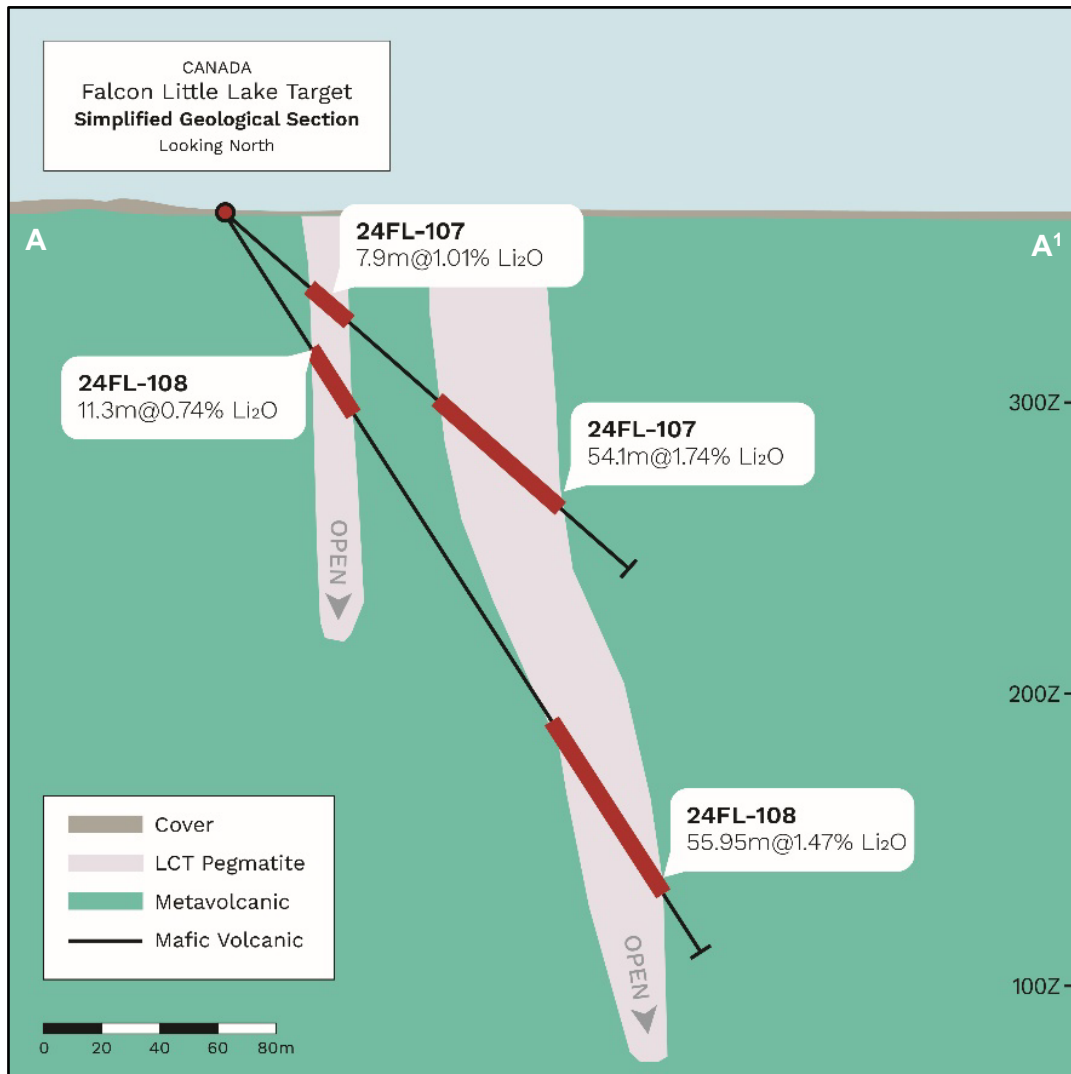 CANADA
Falcon Little Lake Target
Simplified Geological Section
Looking North
A
A¹
24FL-107
7.9m@1.01% Li₂O
24FL-108
11.3m@0.74% Li₂O
300Z
24FL-107
54.1m@1.74% Li₂O
OPEN
200Z
24FL-108
55.95m@1.47% Li₂O
OPEN
100Z
Cover
LCT Pegmatite
Metavolcanic
Mafic Volcanic
0 20 40 60 80m